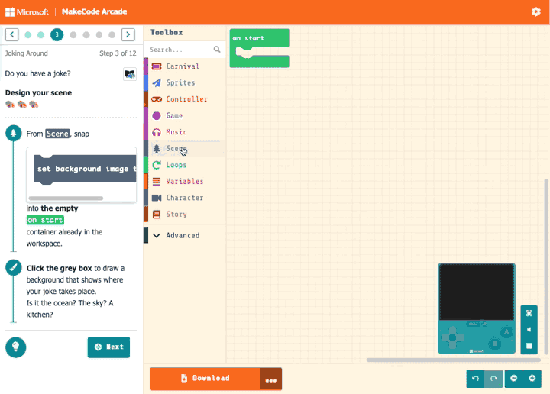 Microsoft
MakeCode Arcade
3
Joking Around
Step 3 of 12
Do you have a joke?
Design your scene
From Scene, snap
set background image t
into the empty
on start
container already in the
workspace.
Click the grey box to draw a
background that shows where
your joke takes place.
Is it the ocean? The sky? A
kitchen?
Next
Toolbox
Search...
Carnival
Sprites
Controller
Game
Music
Scene
Loops
Variables
Character
Story
Advanced
on start
A
B
Download